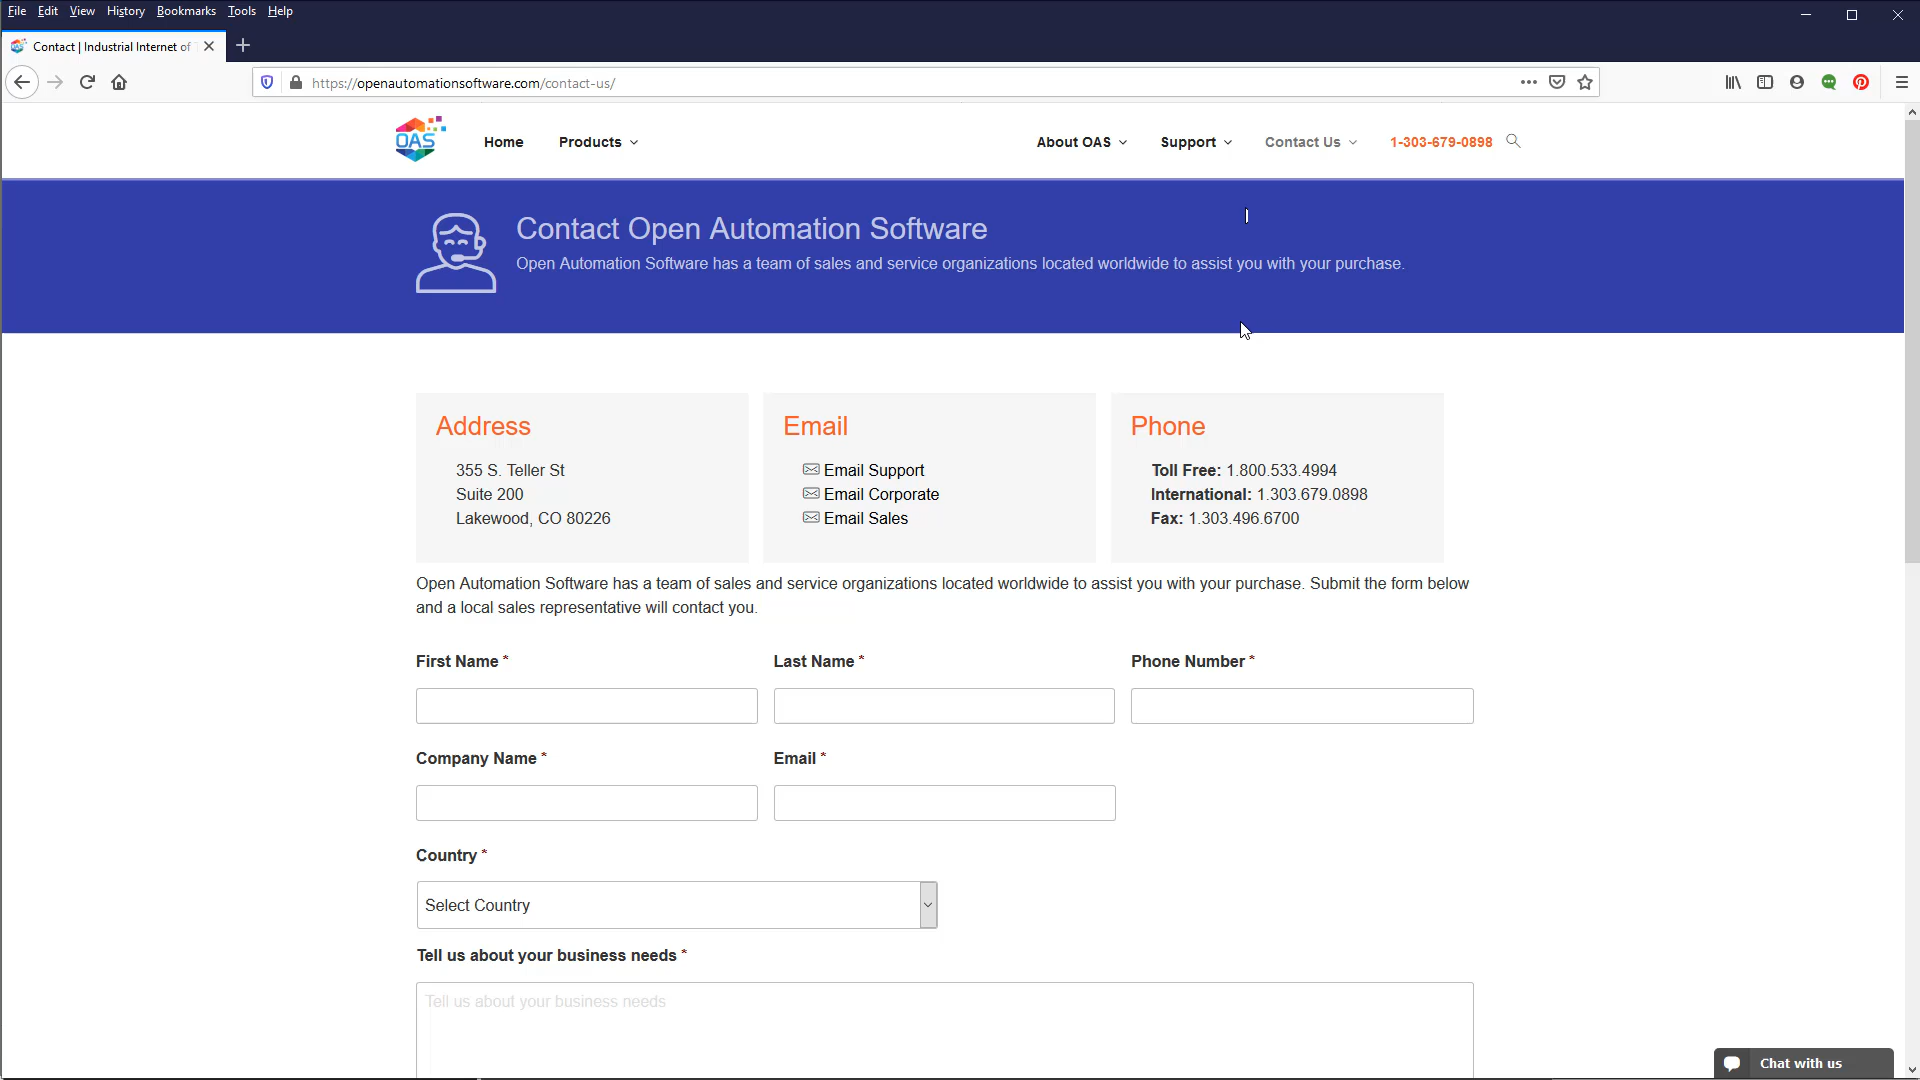 File Edit View History Bookmarks Tools Help
Contact | Industrial Internet of
https://openautomationsoftware.com/contact-us/
OAS
Home Products About OAS Support Contact Us 1-303-679-0898
Contact Open Automation Software
Open Automation Software has a team of sales and service organizations located worldwide to assist you with your purchase.
Address
355 S. Teller St
Suite 200
Lakewood, CO 80226
Email
Email Support
Email Corporate
Email Sales
Phone
Toll Free: 1.800.533.4994
International: 1.303.679.0898
Fax: 1.303.496.6700
Open Automation Software has a team of sales and service organizations located worldwide to assist you with your purchase. Submit the form below
and a local sales representative will contact you.
First Name * Last Name * Phone Number *
Company Name * Email *
Country *
Select Country
Tell us about your business needs *
Tell us about your business needs
Chat with us